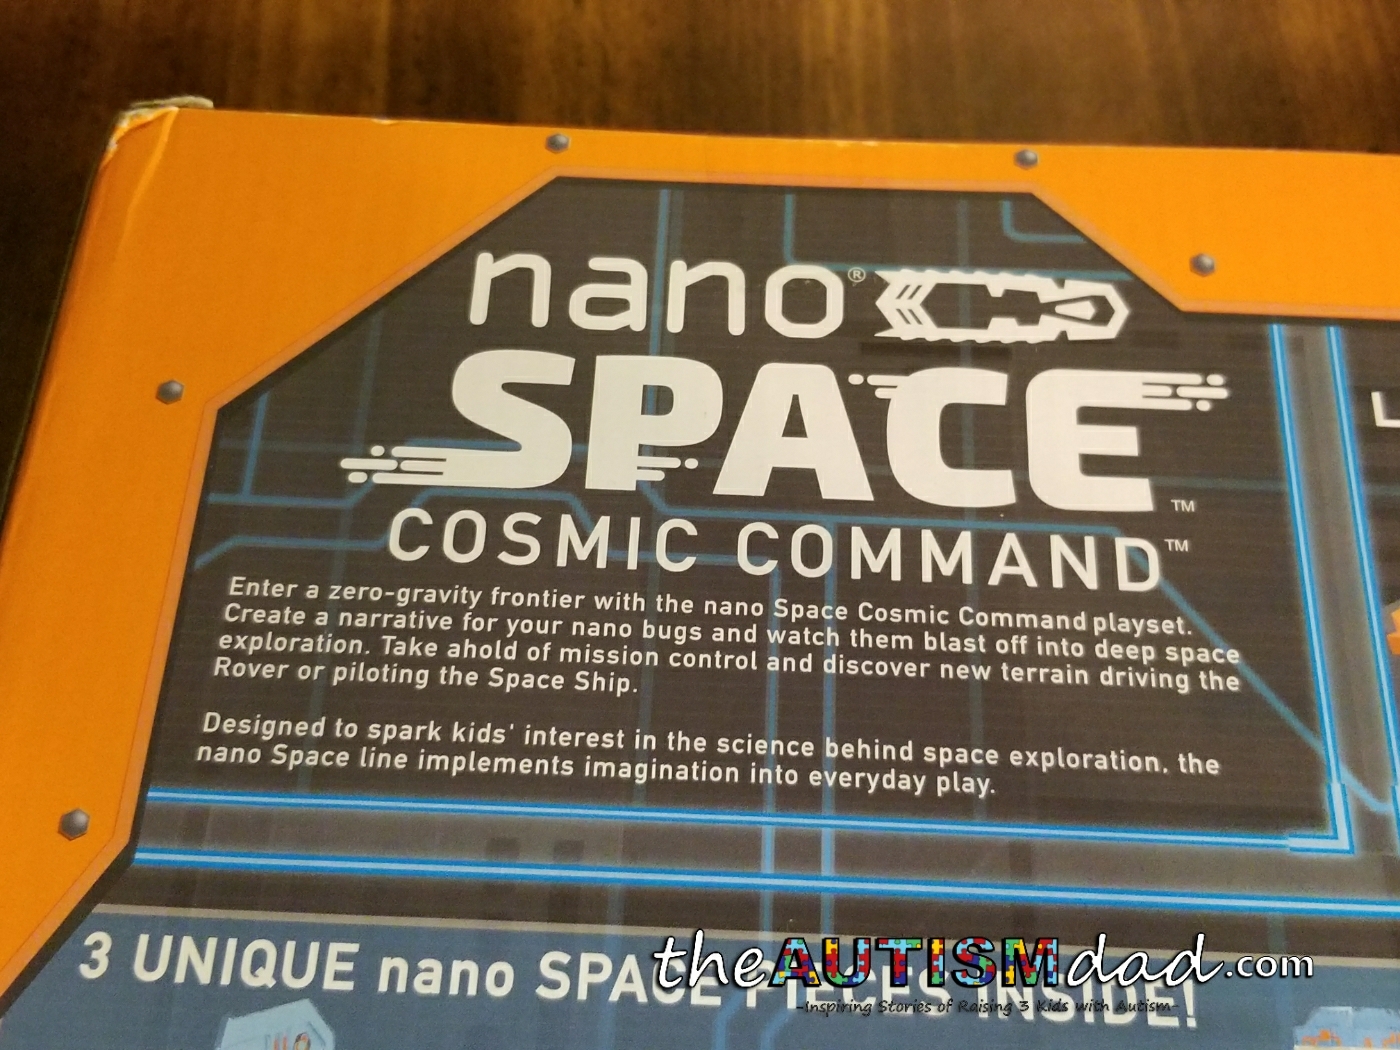 nano®
SPACE™
COSMIC COMMAND™
Enter a zero-gravity frontier with the nano Space Cosmic Command playset.
Create a narrative for your nano bugs and watch them blast off into deep space
exploration. Take ahold of mission control and discover new terrain driving the
Rover or piloting the Space Ship.
Designed to spark kids' interest in the science behind space exploration, the
nano Space line implements imagination into everyday play.
L
3 UNIQUE nano SPACE PIECES INSIDE!
theAUTISMdad.com
-Inspiring Stories of Raising 3 Kids with Autism-